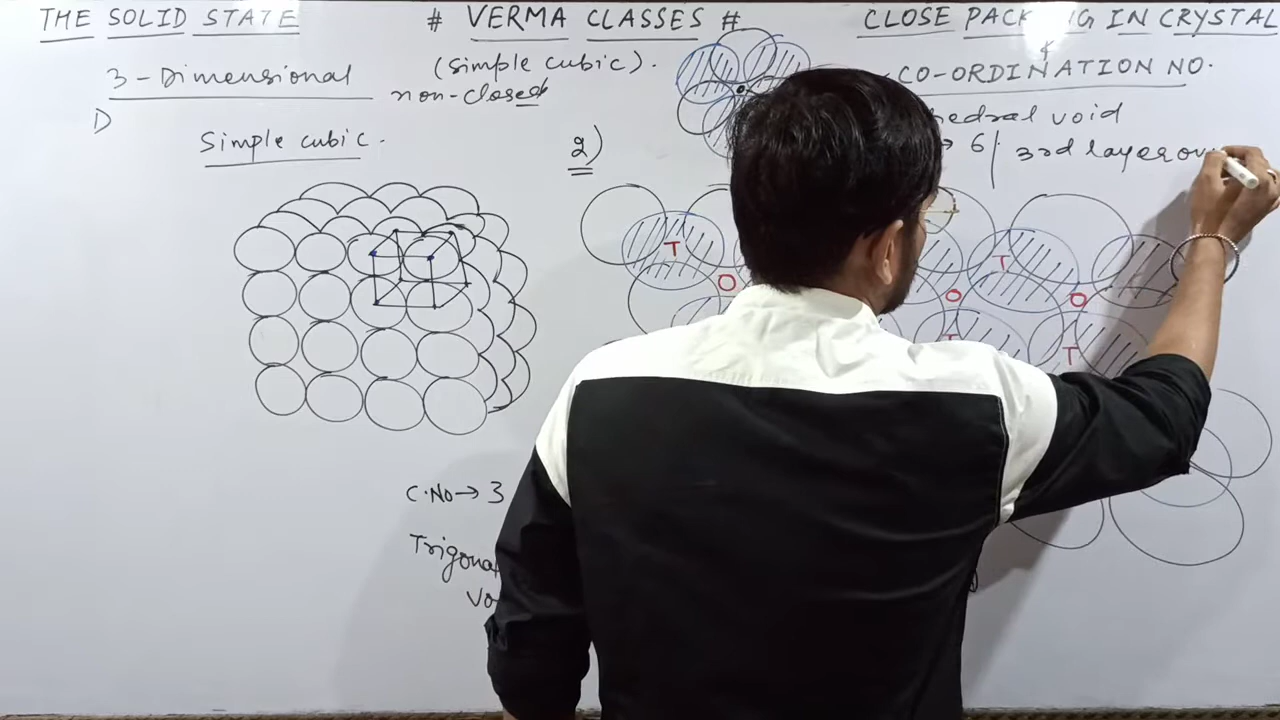 THE SOLID STATE
# VERMA CLASSES #
CLOSE PACK G IN CRYSTAL
&
CO-ORDINATION NO.
3-Dimensional
(simple cubic).
non-closed
hedral void
→ 6
3rd layer ov
D
Simple cubic.
2)
T
O
T
O
O
T
T
C.No → 3
Trigonal
Vo